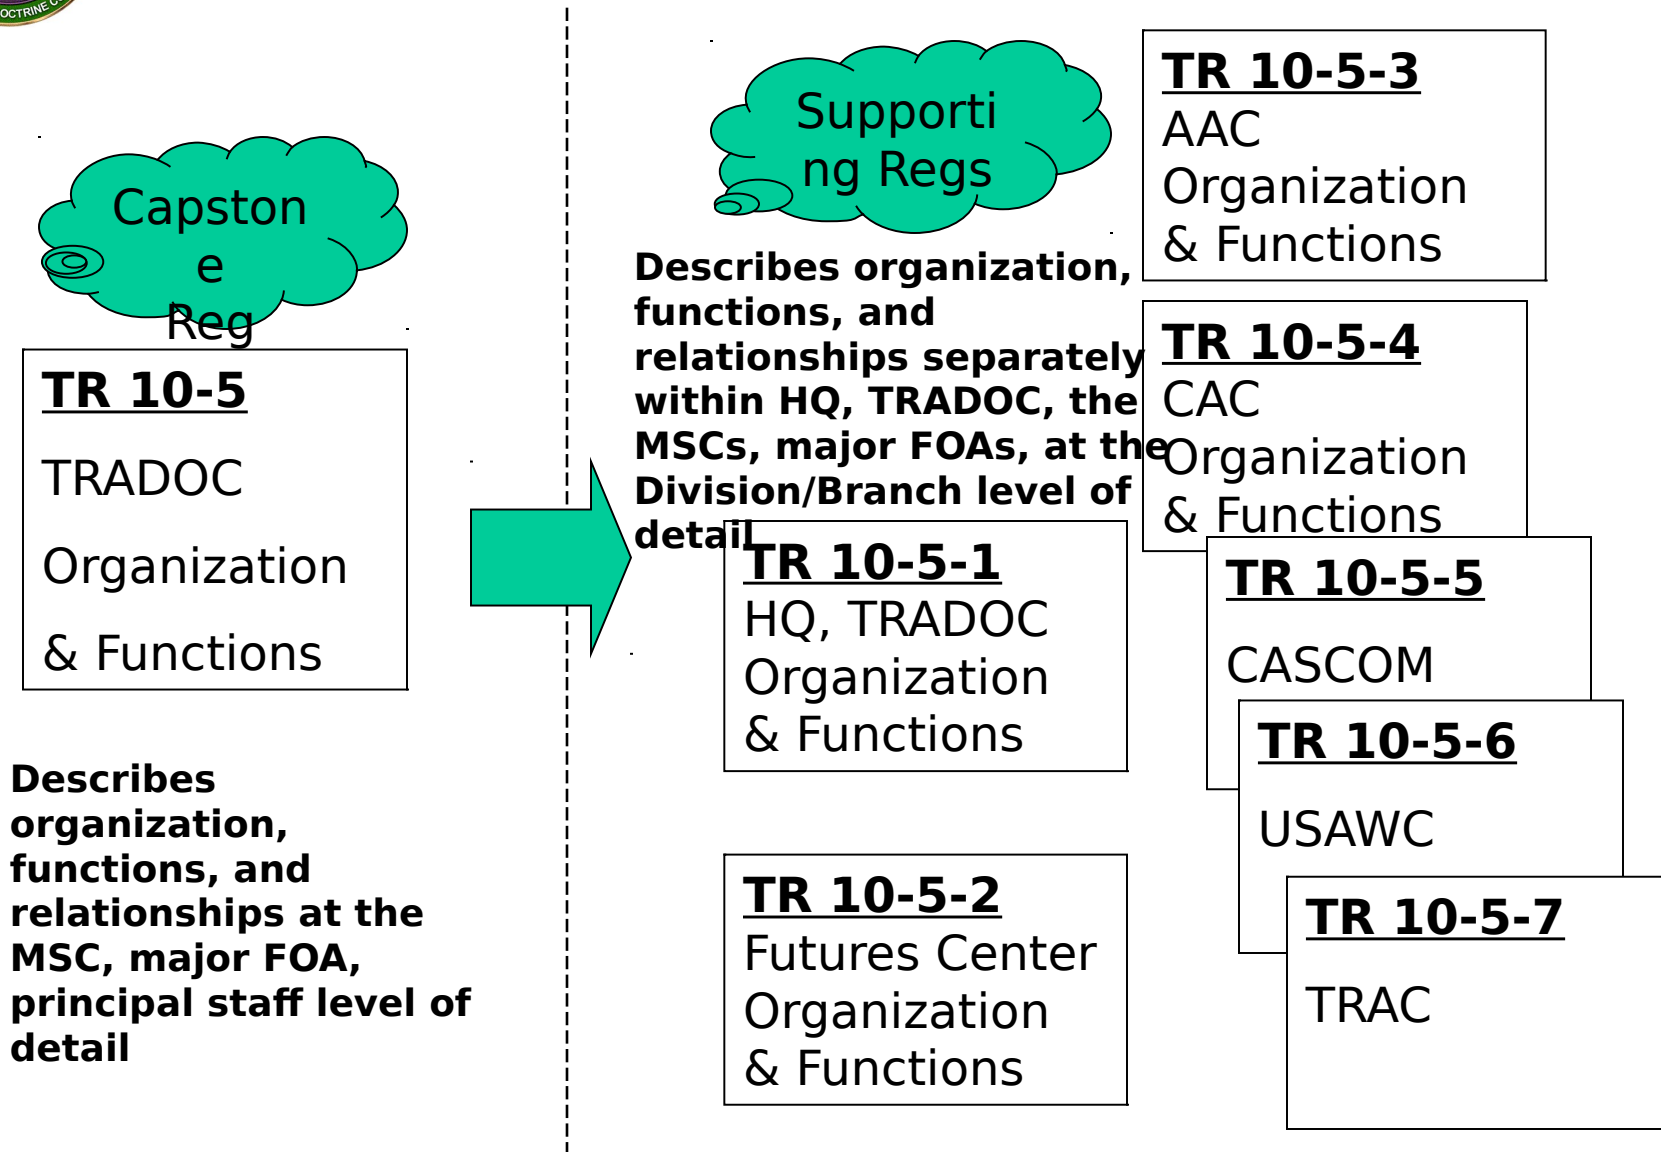 OCTRINE CO
Capston
e
Reg
TR 10-5
TRADOC
Organization
& Functions
Describes
organization,
functions, and
relationships at the
MSC, major FOA,
principal staff level of
detail
Supporti
ng Regs
Describes organization,
functions, and
relationships separately
within HQ, TRADOC, the
MSCs, major FOAs, at the
Division/Branch level of
detail
TR 10-5-1
HQ, TRADOC
Organization
& Functions
TR 10-5-2
Futures Center
Organization
& Functions
TR 10-5-3
AAC
Organization
& Functions
TR 10-5-4
CAC
Organization
& Functions
TR 10-5-5
CASCOM
TR 10-5-6
USAWC
TR 10-5-7
TRAC